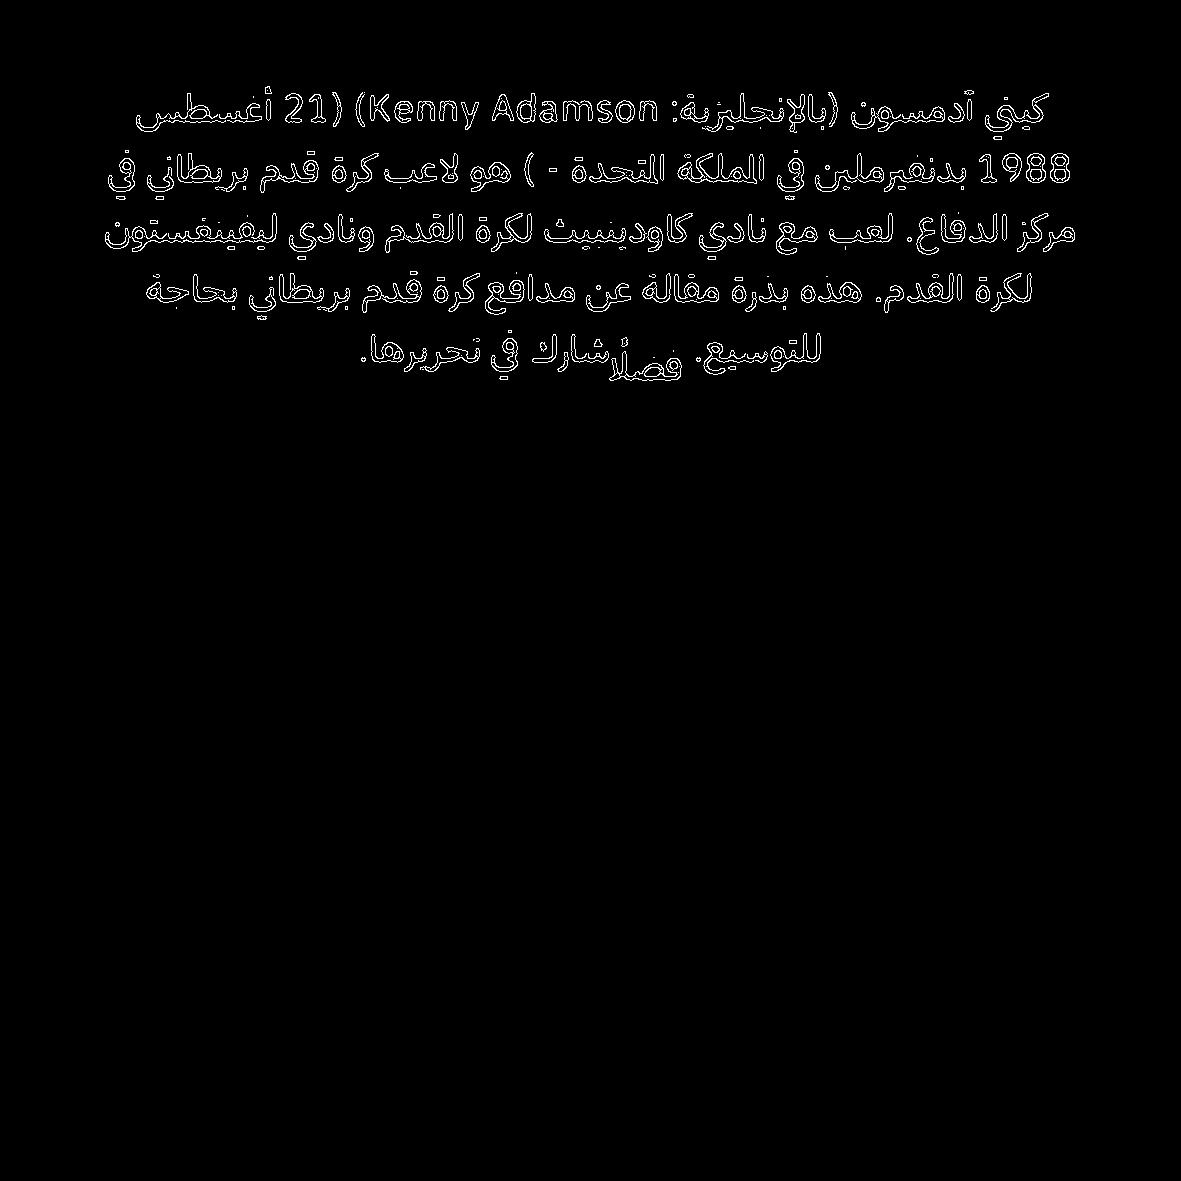 كيني آدمسون (بالإنجليزية: Kenny Adamson) (21 أغسطس
1988 بدنفيرملين في المملكة المتحدة - ) هو لاعب كرة قدم بريطاني في
مركز الدفاع. لعب مع نادي كاودينبيث لكرة القدم ونادي ليفينغستون
لكرة القدم. هذه بذرة مقالة عن مدافع كرة قدم بريطاني بحاجة
للتوسيع. فضلًا شارك في تحريرها.